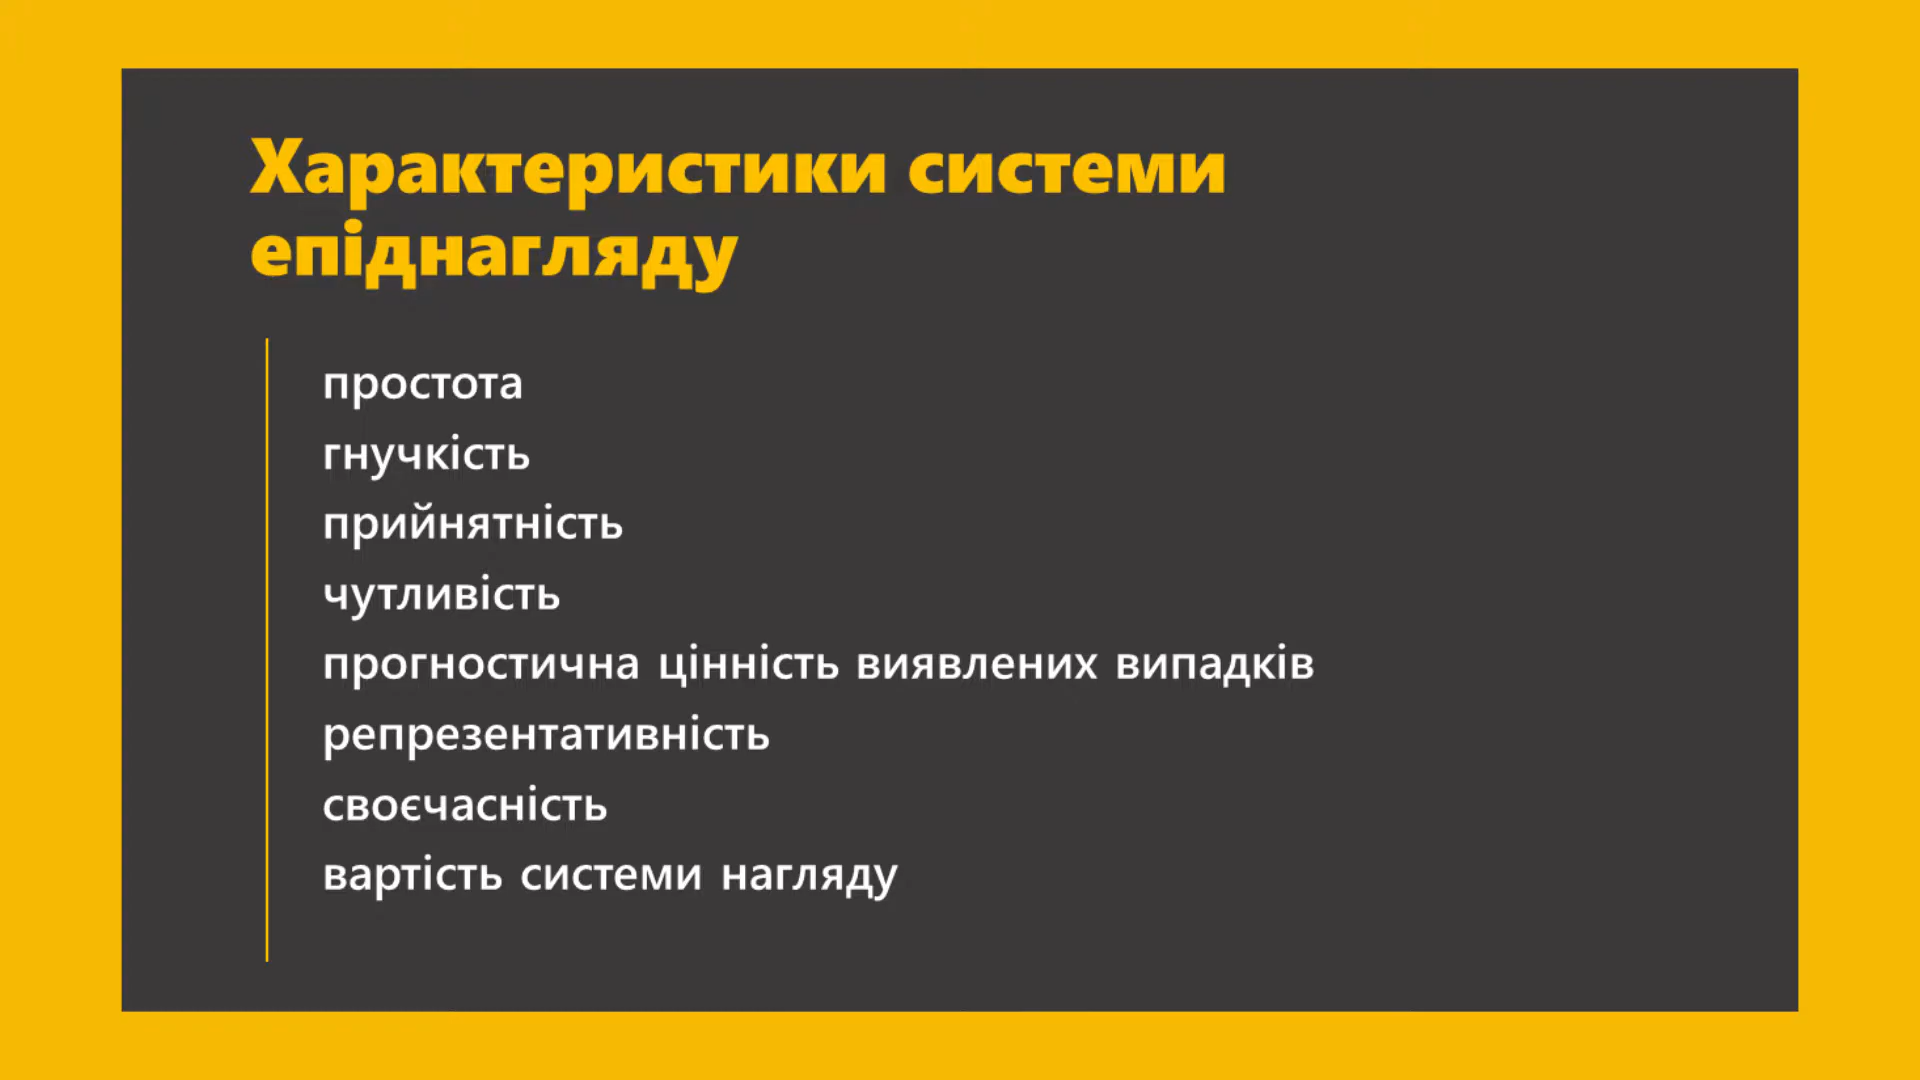 Характеристики системи
епіднагляду
простота
гнучкість
прийнятність
чутливість
прогностична цінність виявлених випадків
репрезентативність
своєчасність
вартість системи нагляду